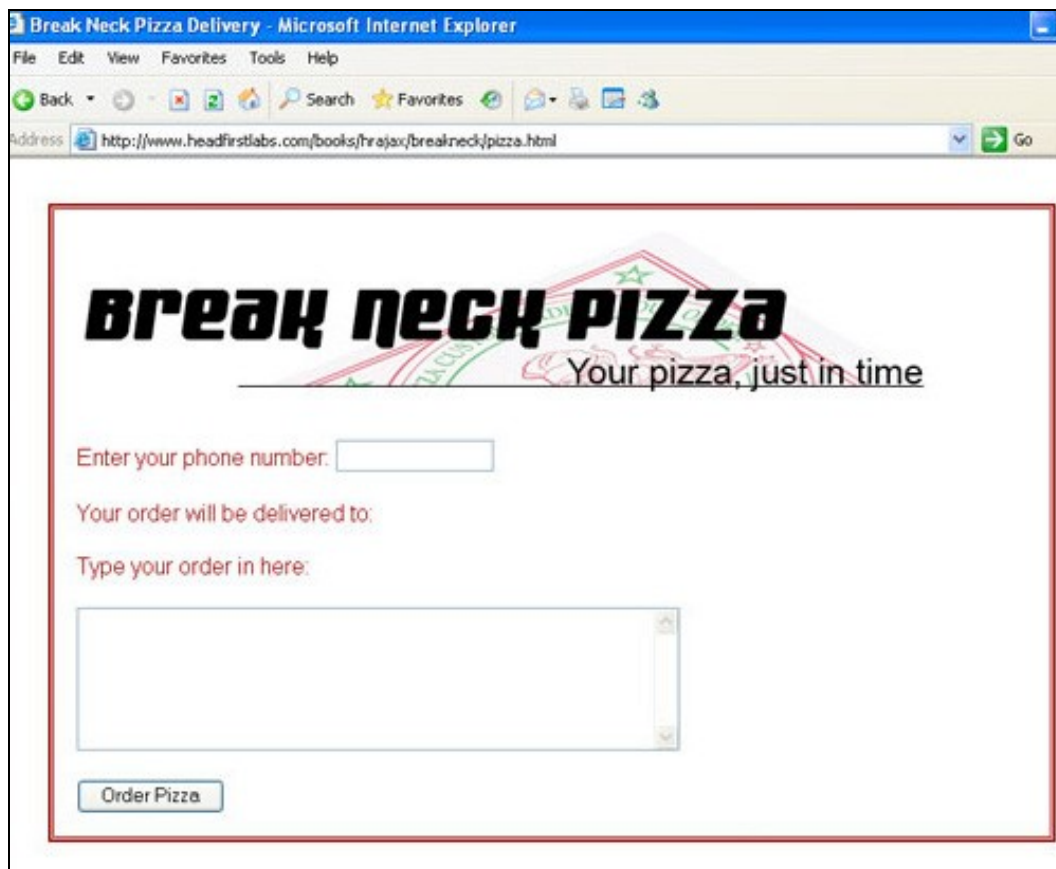 Break Neck Pizza Delivery - Microsoft Internet Explorer
File Edit View Favorites Tools Help
Back Search Favorites
Address http://www.headfirstlabs.com/books/hrajax/breakneck/pizza.html Go
Break Neck Pizza
Your pizza, just in time
Enter your phone number:
Your order will be delivered to:
Type your order in here:
Order Pizza